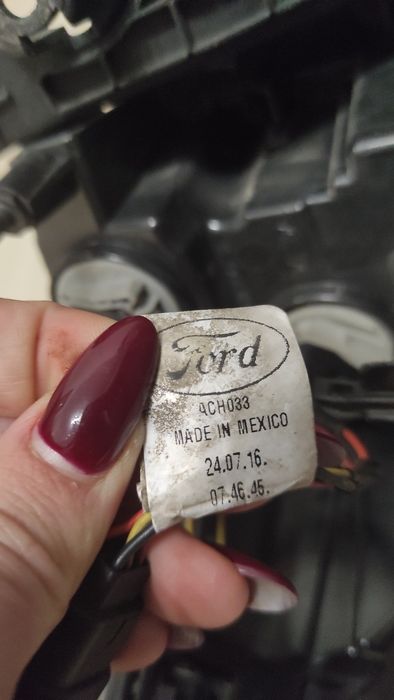 Ford
4CH033
MADE IN MEXICO
24.07.16.
07.46.45.